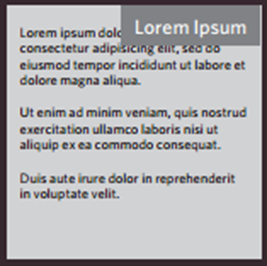 Lorem Ipsum
Lorem ipsum
consectetur adipisicing elit, sed do
eiusmod tempor incididunt ut labore et
dolore magna aliqua.
Ut enim ad minim veniam, quis nostrud
exercitation ullamco laboris nisi ut
aliquip ex ea commodo consequat.
Duis aute irure dolor in reprehenderit
in voluptate velit.